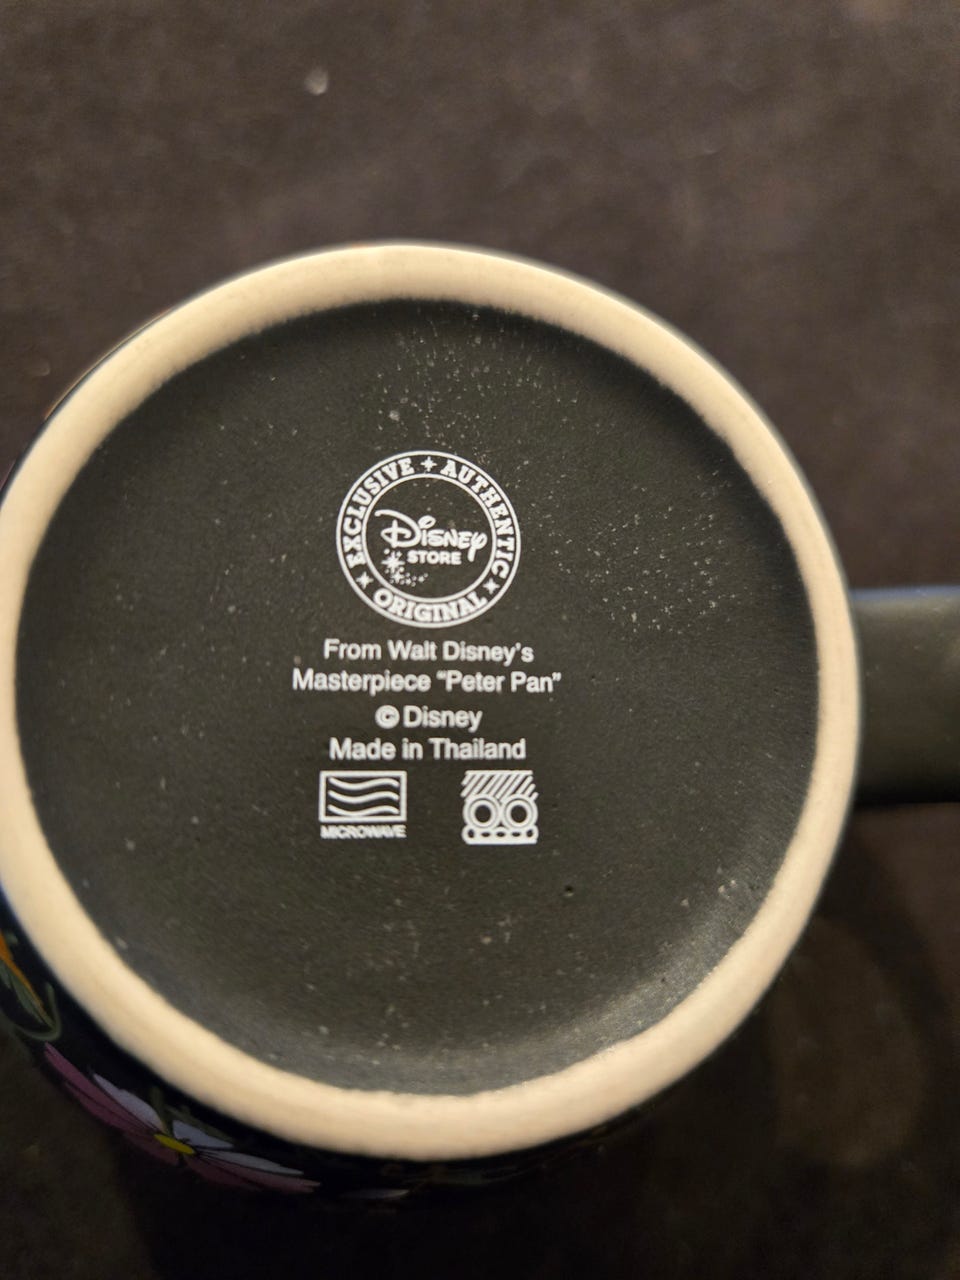 EXCLUSIVE + AUTHENTIC
Disney
STORE
ORIGINAL
From Walt Disney's
Masterpiece “Peter Pan”
© Disney
Made in Thailand
MICROWAVE